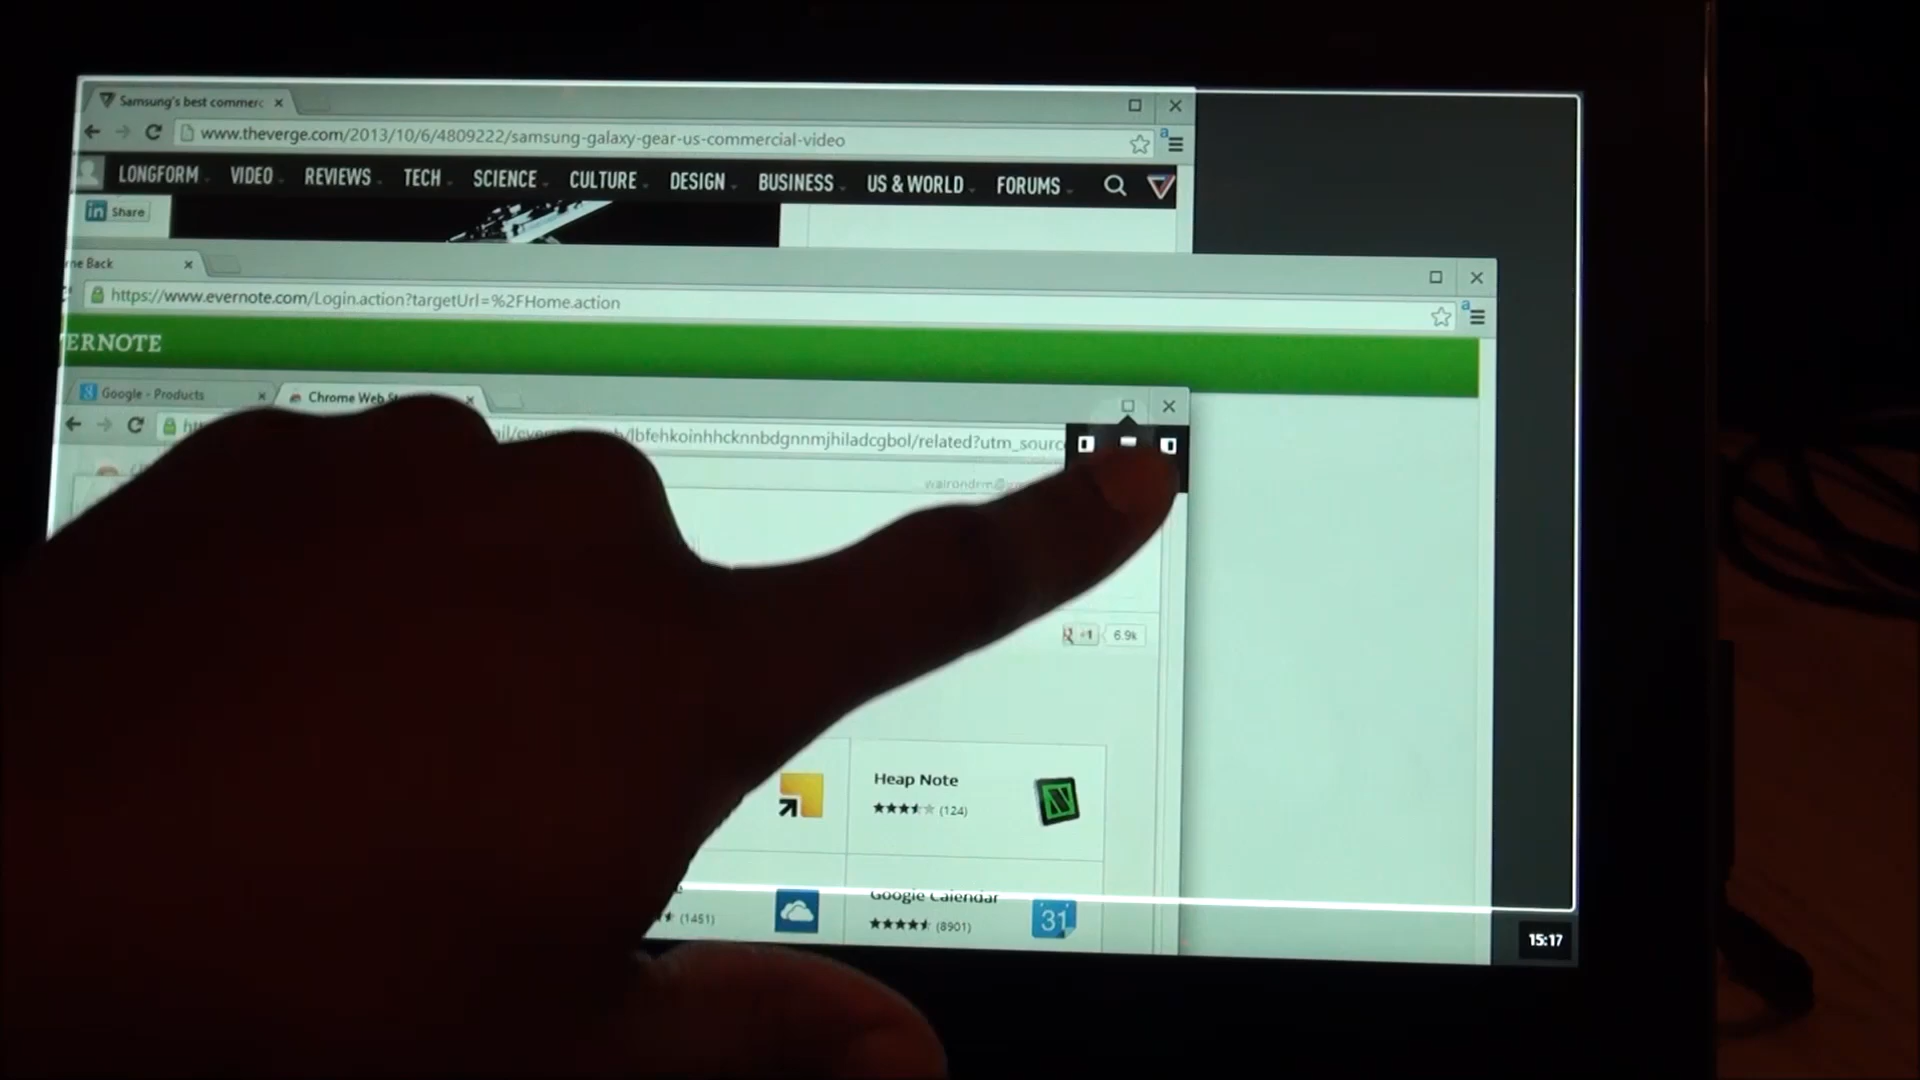 Samsung's best commerc
www.theverge.com/2013/10/6/4809222/samsung-galaxy-gear-us-commercial-video
LONGFORM VIDEO REVIEWS TECH SCIENCE CULTURE DESIGN BUSINESS US & WORLD FORUMS
in Share
me Back
https://www.evernote.com/Login.action?targetUrl=%2FHome.action
ERNOTE
Google - Products
Chrome Web
/lbfehkoinhhcknnbdgnnmjhiladcgbol/related?utm_sourc
+1 6.9k
Heap Note
(124)
Google Calendar
(1451)
31
(8901)
15:17